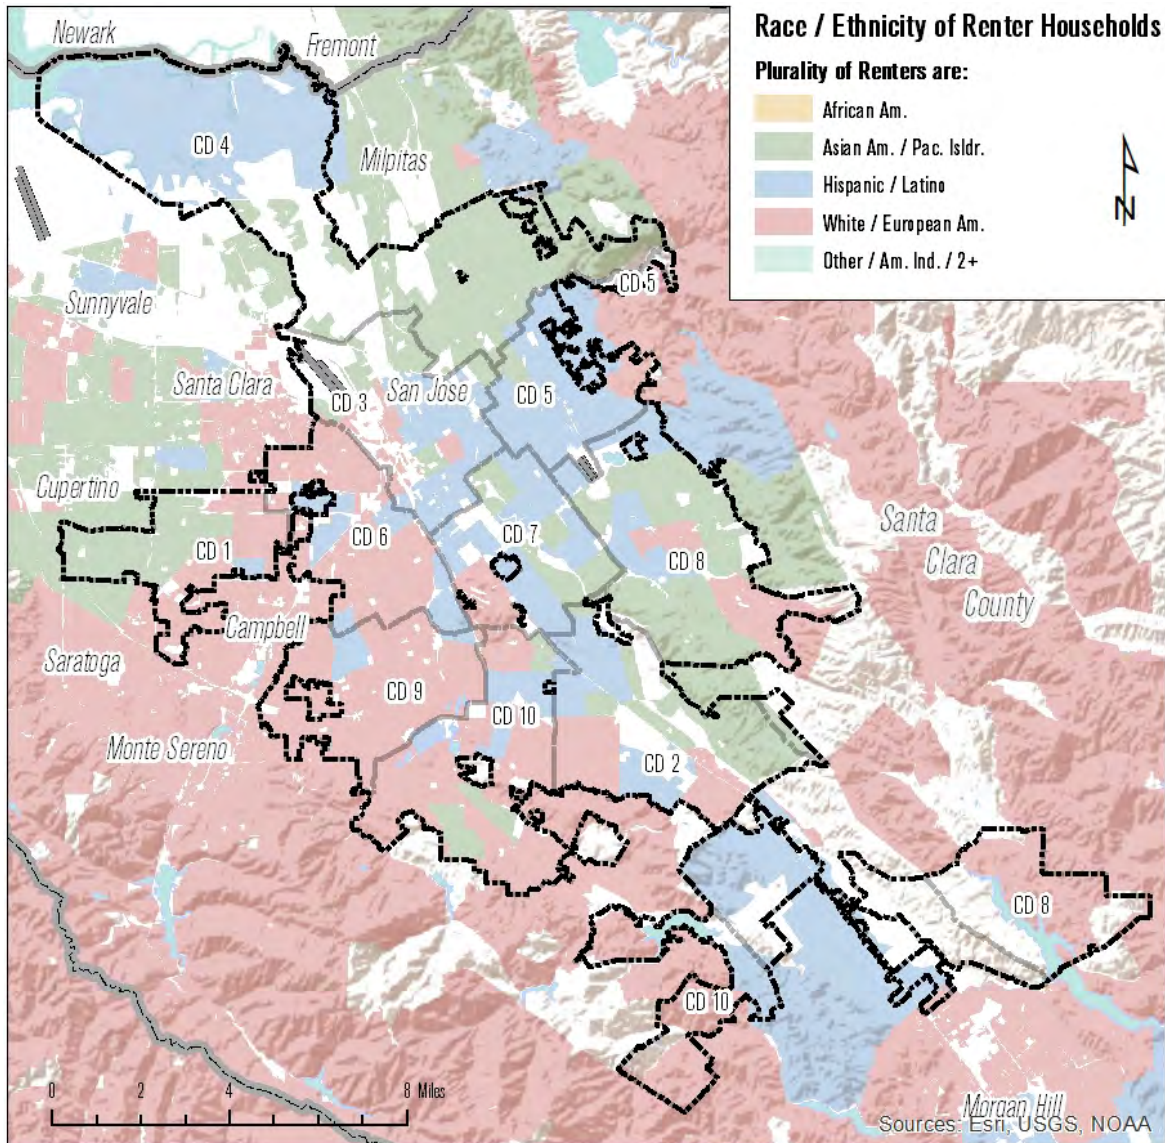 Race / Ethnicity of Renter Households
Plurality of Renters are:
African Am.
Asian Am. / Pac. Isldr.
Hispanic / Latino
White / European Am.
Other / Am. Ind. / 2+
N
Newark
Fremont
CD 4
Milpitas
CD 5
Sunnyvale
Santa Clara
San Jose
CD 3
CD 5
Cupertino
CD 1
CD 6
CD 7
CD 8
Santa
Clara
County
Campbell
Saratoga
CD 9
CD 10
Monte Sereno
CD 2
CD 8
CD 10
0 2 4 8 Miles
Morgan Hill
Sources: Esri, USGS, NOAA